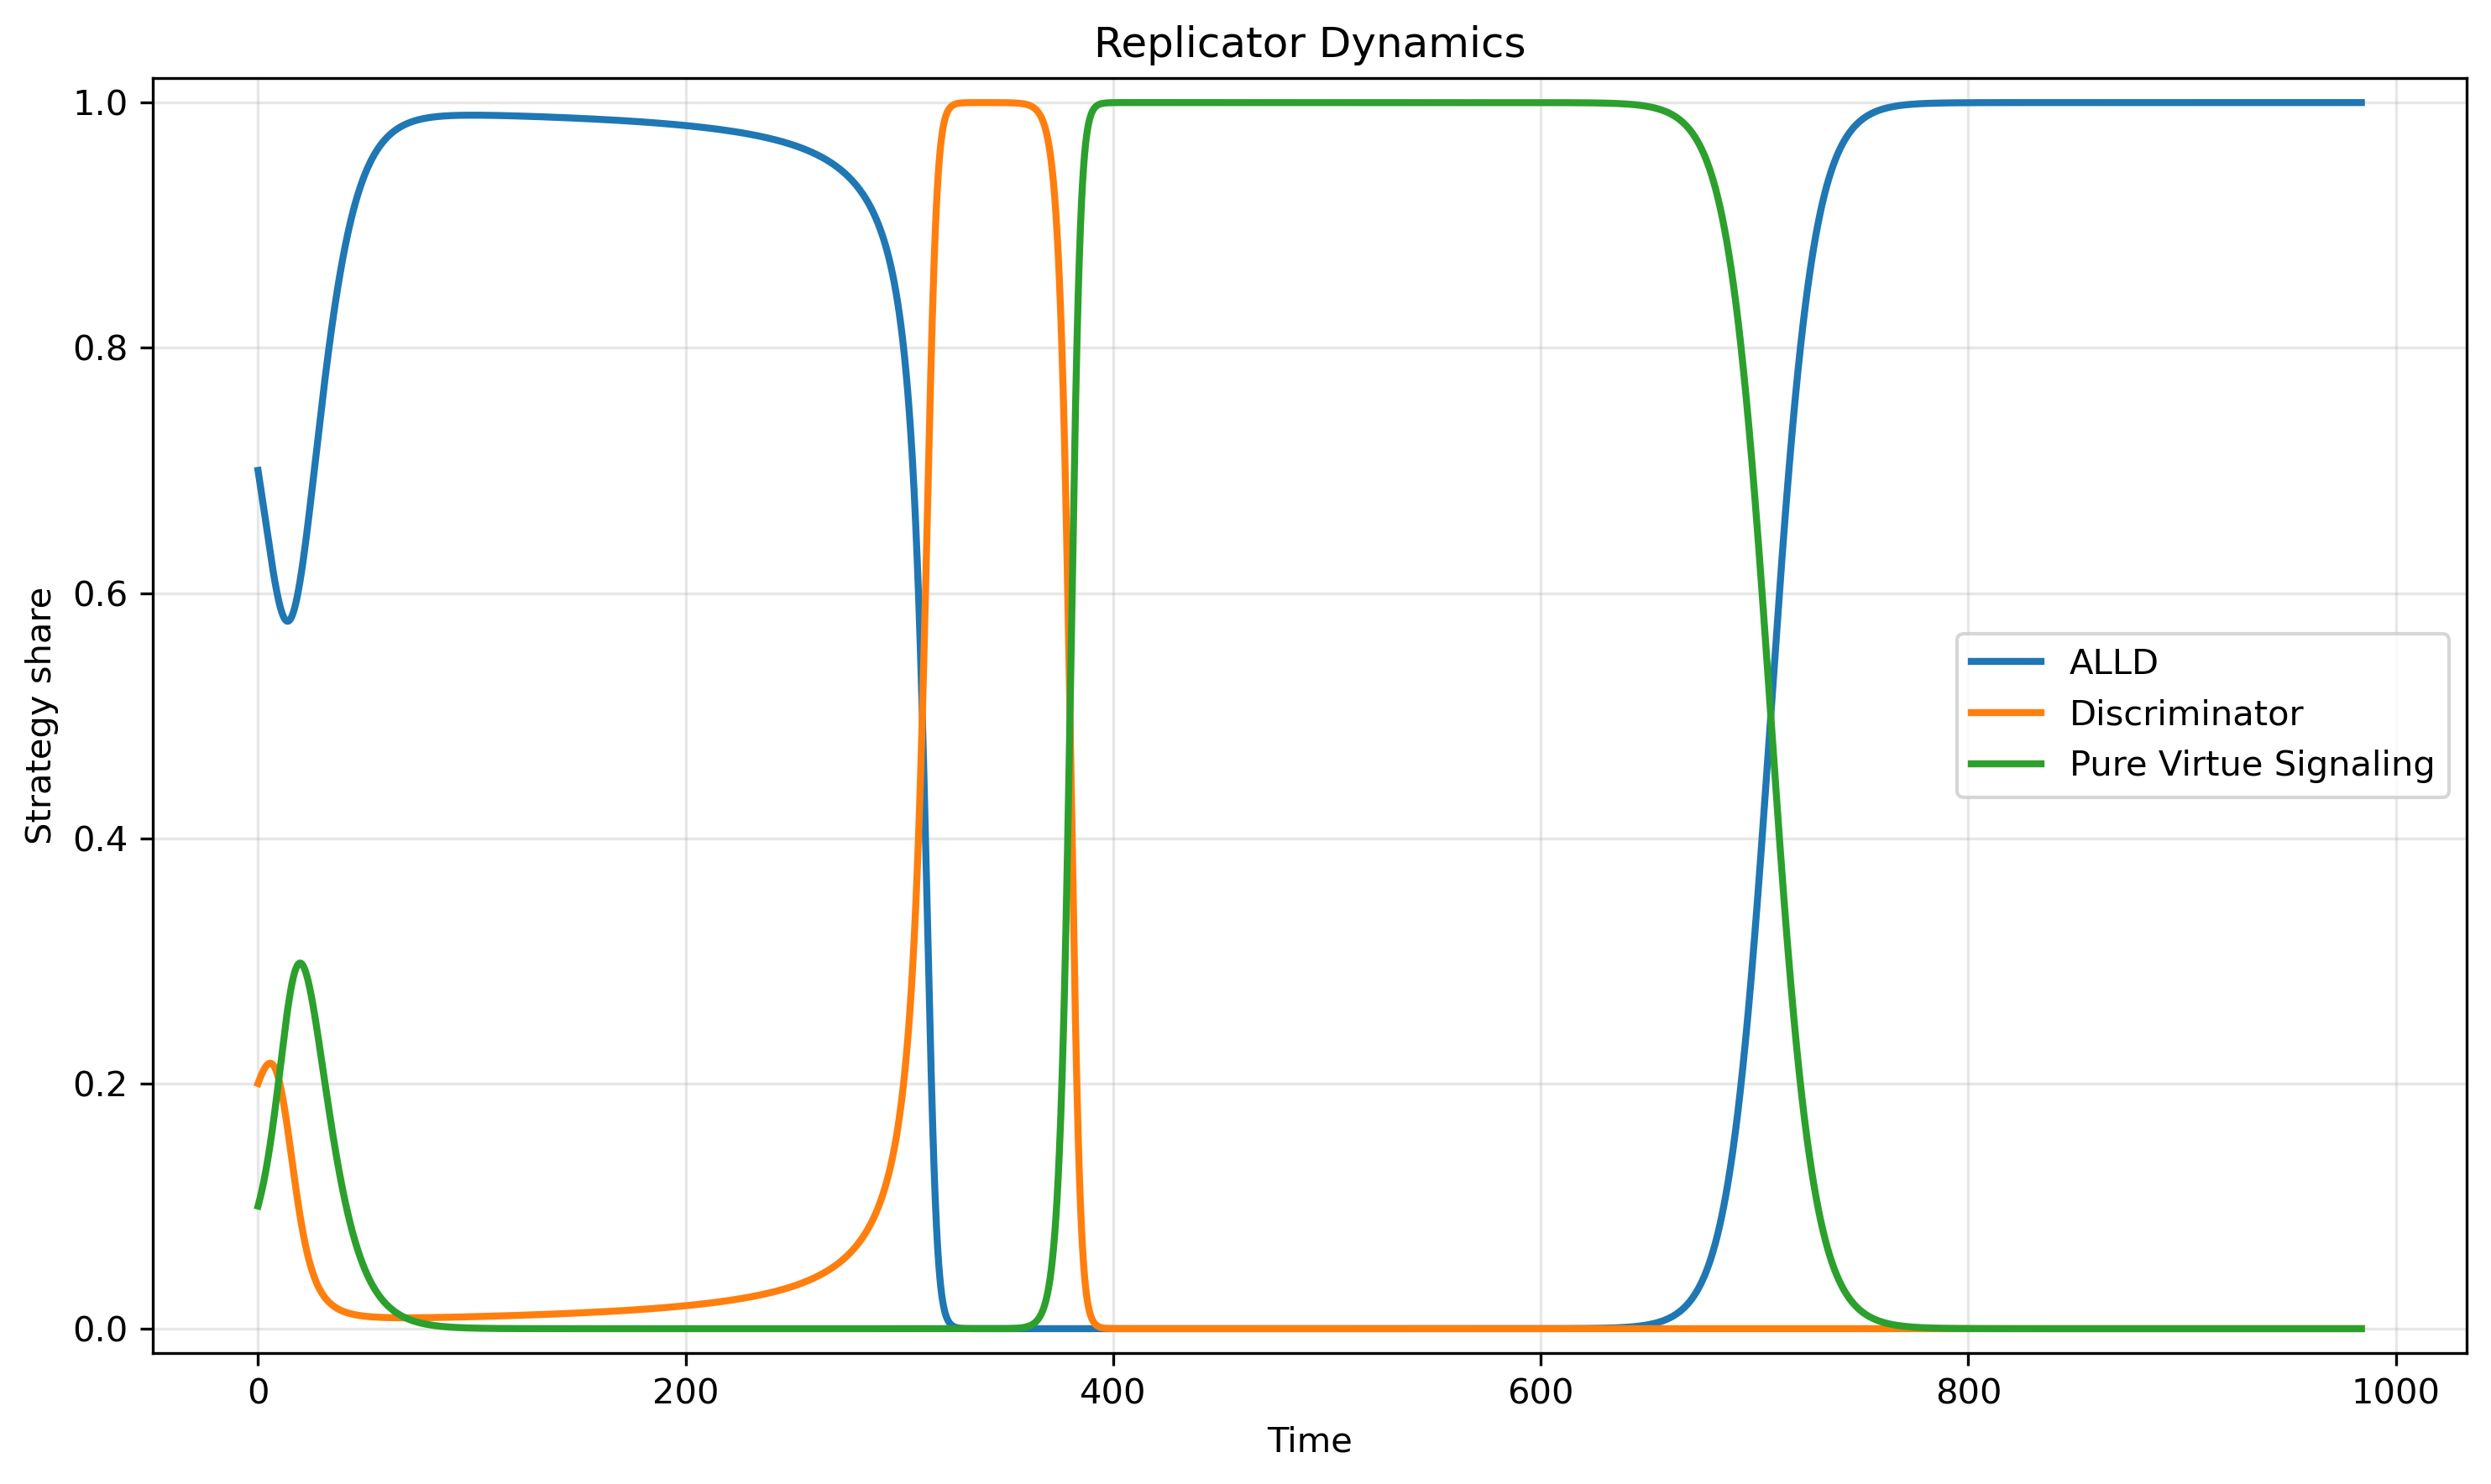 Replicator Dynamics
1.0
0.8
0.6
0.4
0.2
0.0
Strategy share
ALLD
Discriminator
Pure Virtue Signaling
0 200 400 600 800 1000
Time